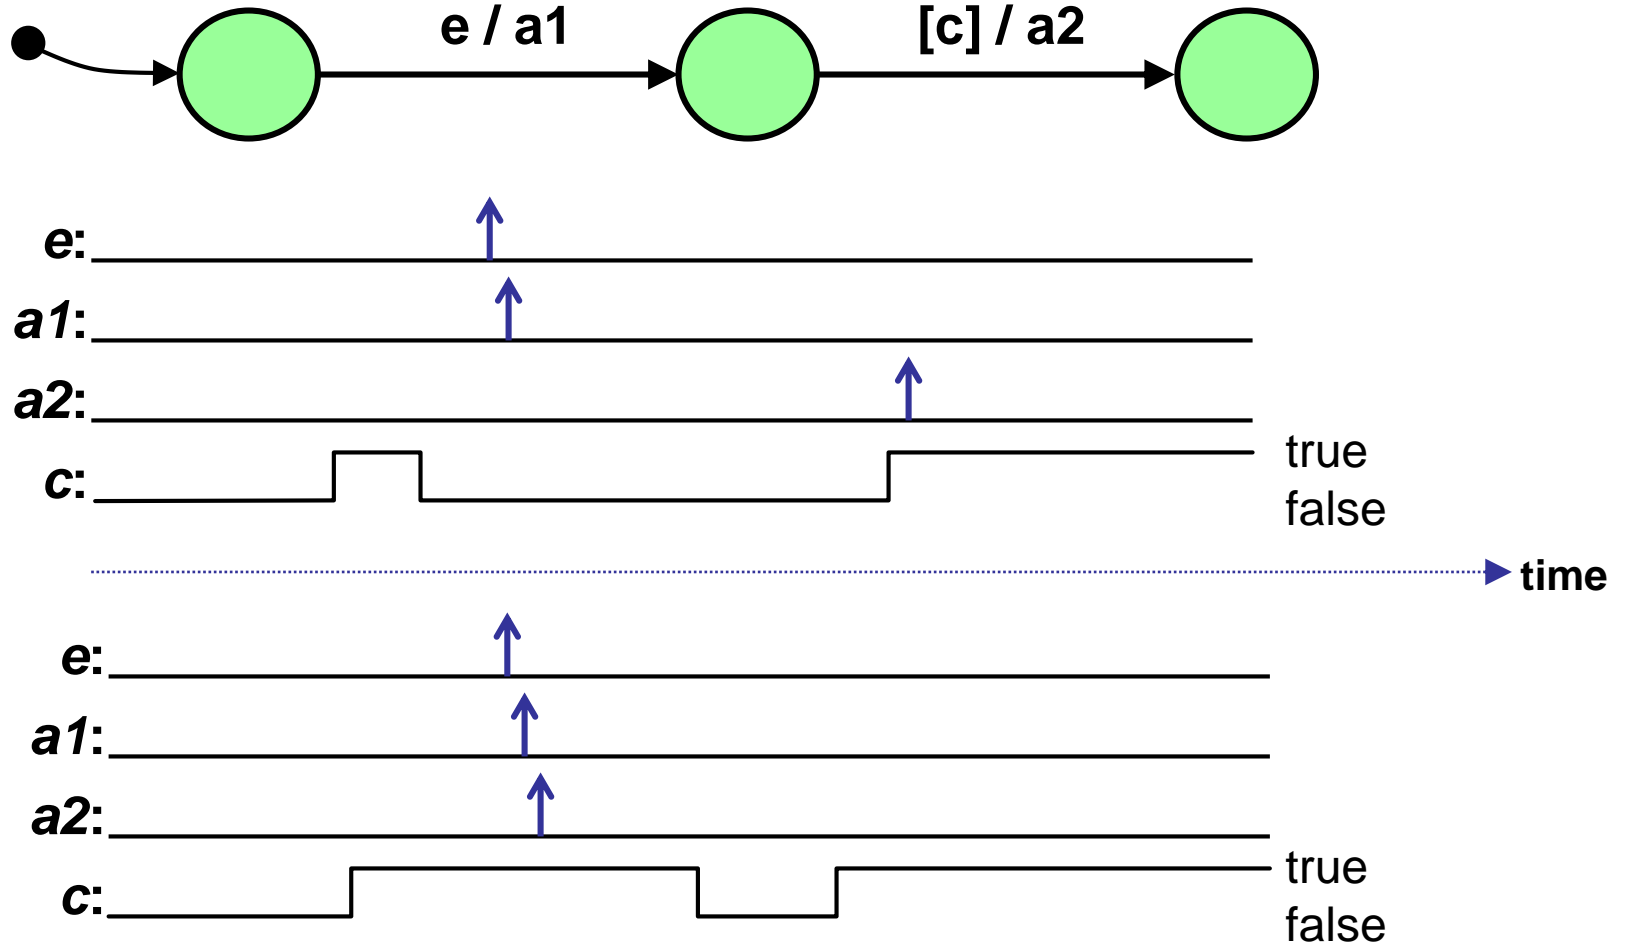 e / a1
[c] / a2
e:
a1:
a2:
c:
true
false
time
e:
a1:
a2:
c:
true
false